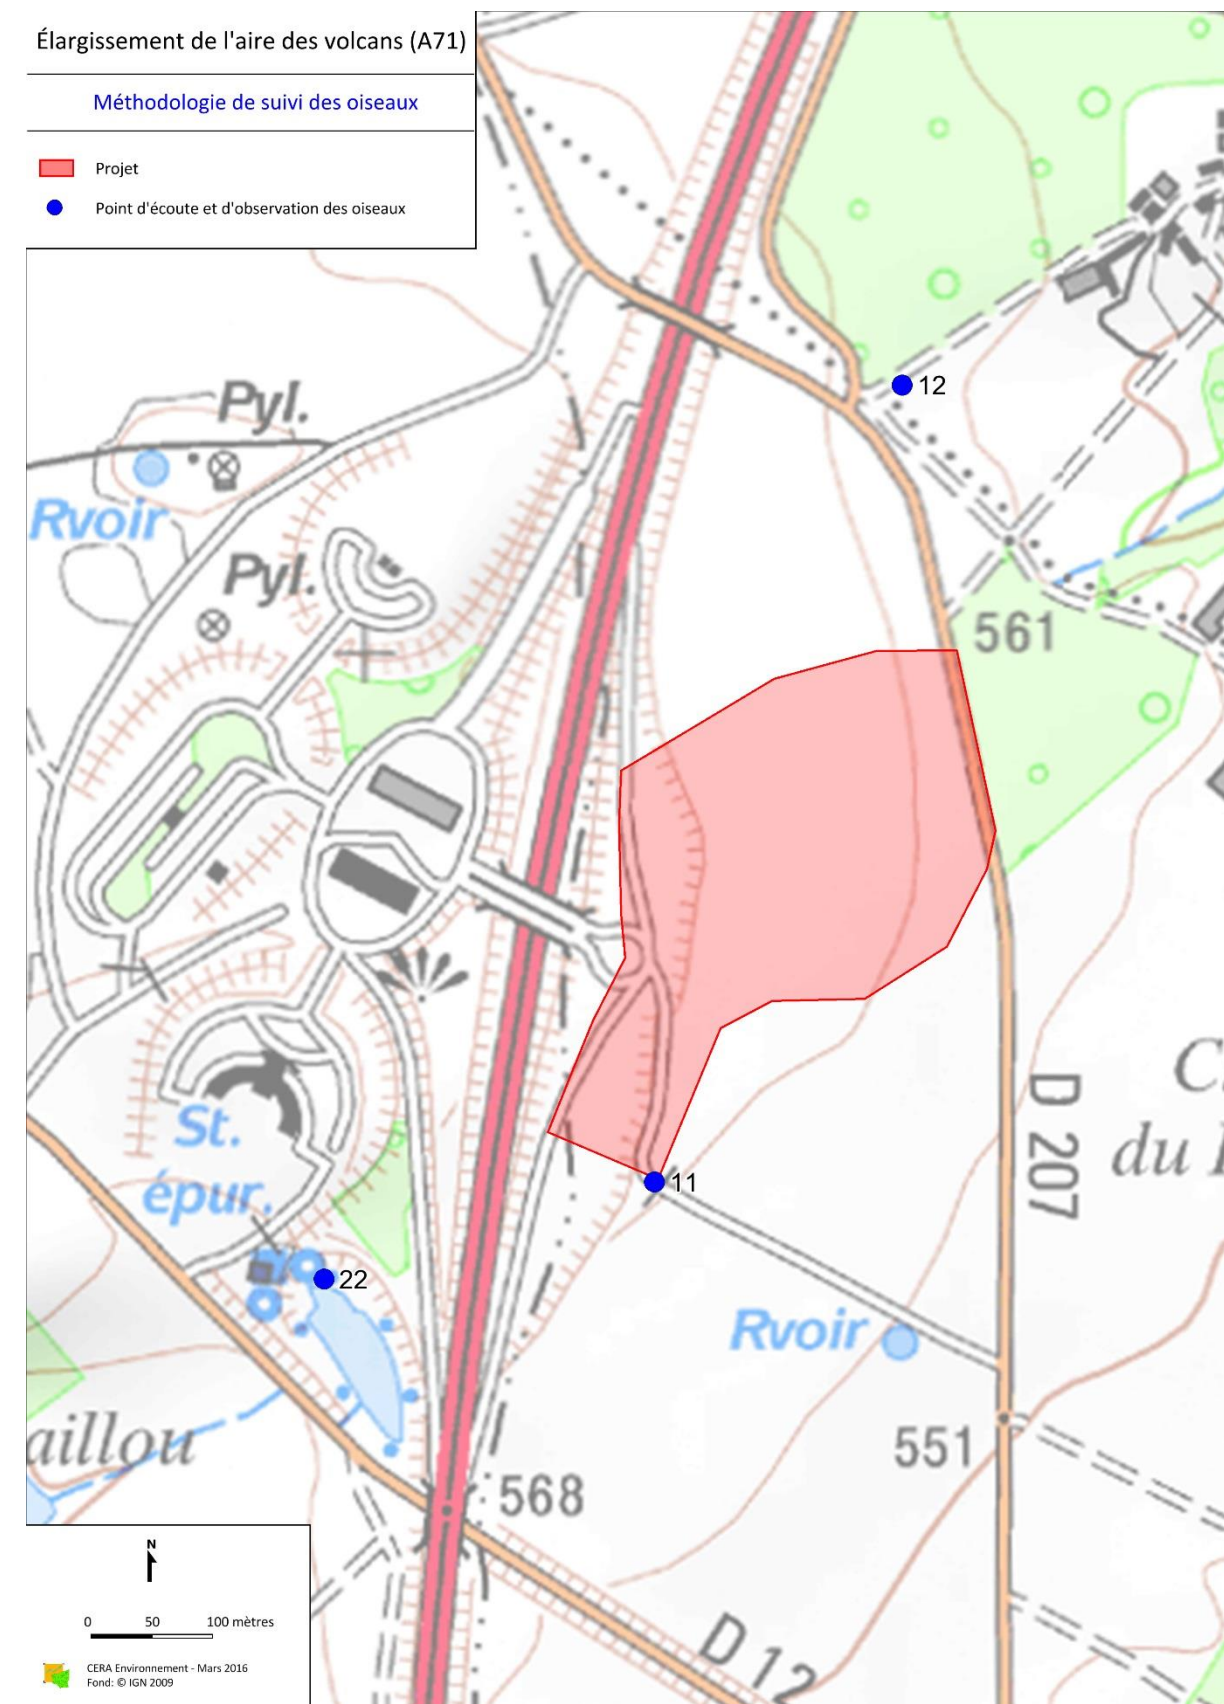 Élargissement de l'aire des volcans (A71)
Méthodologie de suivi des oiseaux
Projet
Point d'écoute et d'observation des oiseaux
12
Pyl.
Rvoir
Pyl.
561
D 207
St.
épur.
11
22
Rvoir
551
aillou
568
du
D 12
N
0 50 100 mètres
CERA Environnement - Mars 2016
Fond: © IGN 2009